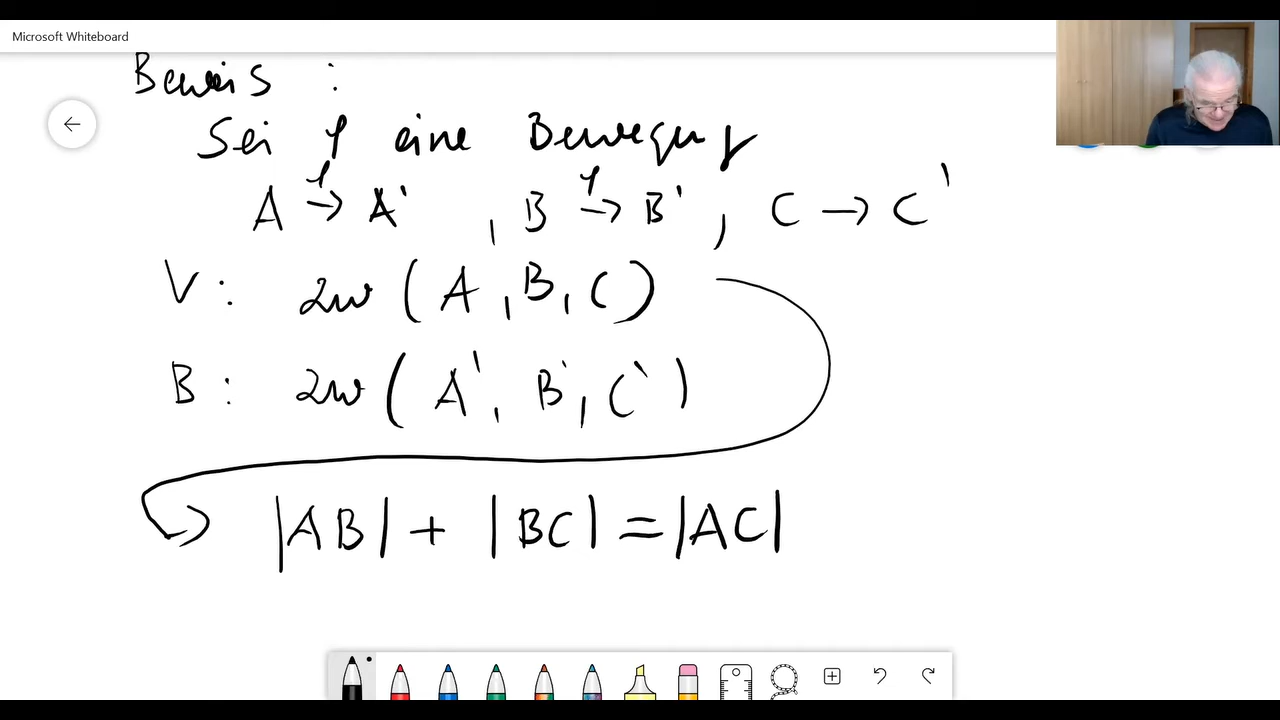 Microsoft Whiteboard
Beweis :
Sei φ eine Bewegung
A →φ A' , B →φ B' , C → C'
V : Zw ( A , B , C )
B : Zw ( A' , B' , C' )
|AB| + |BC| = |AC|